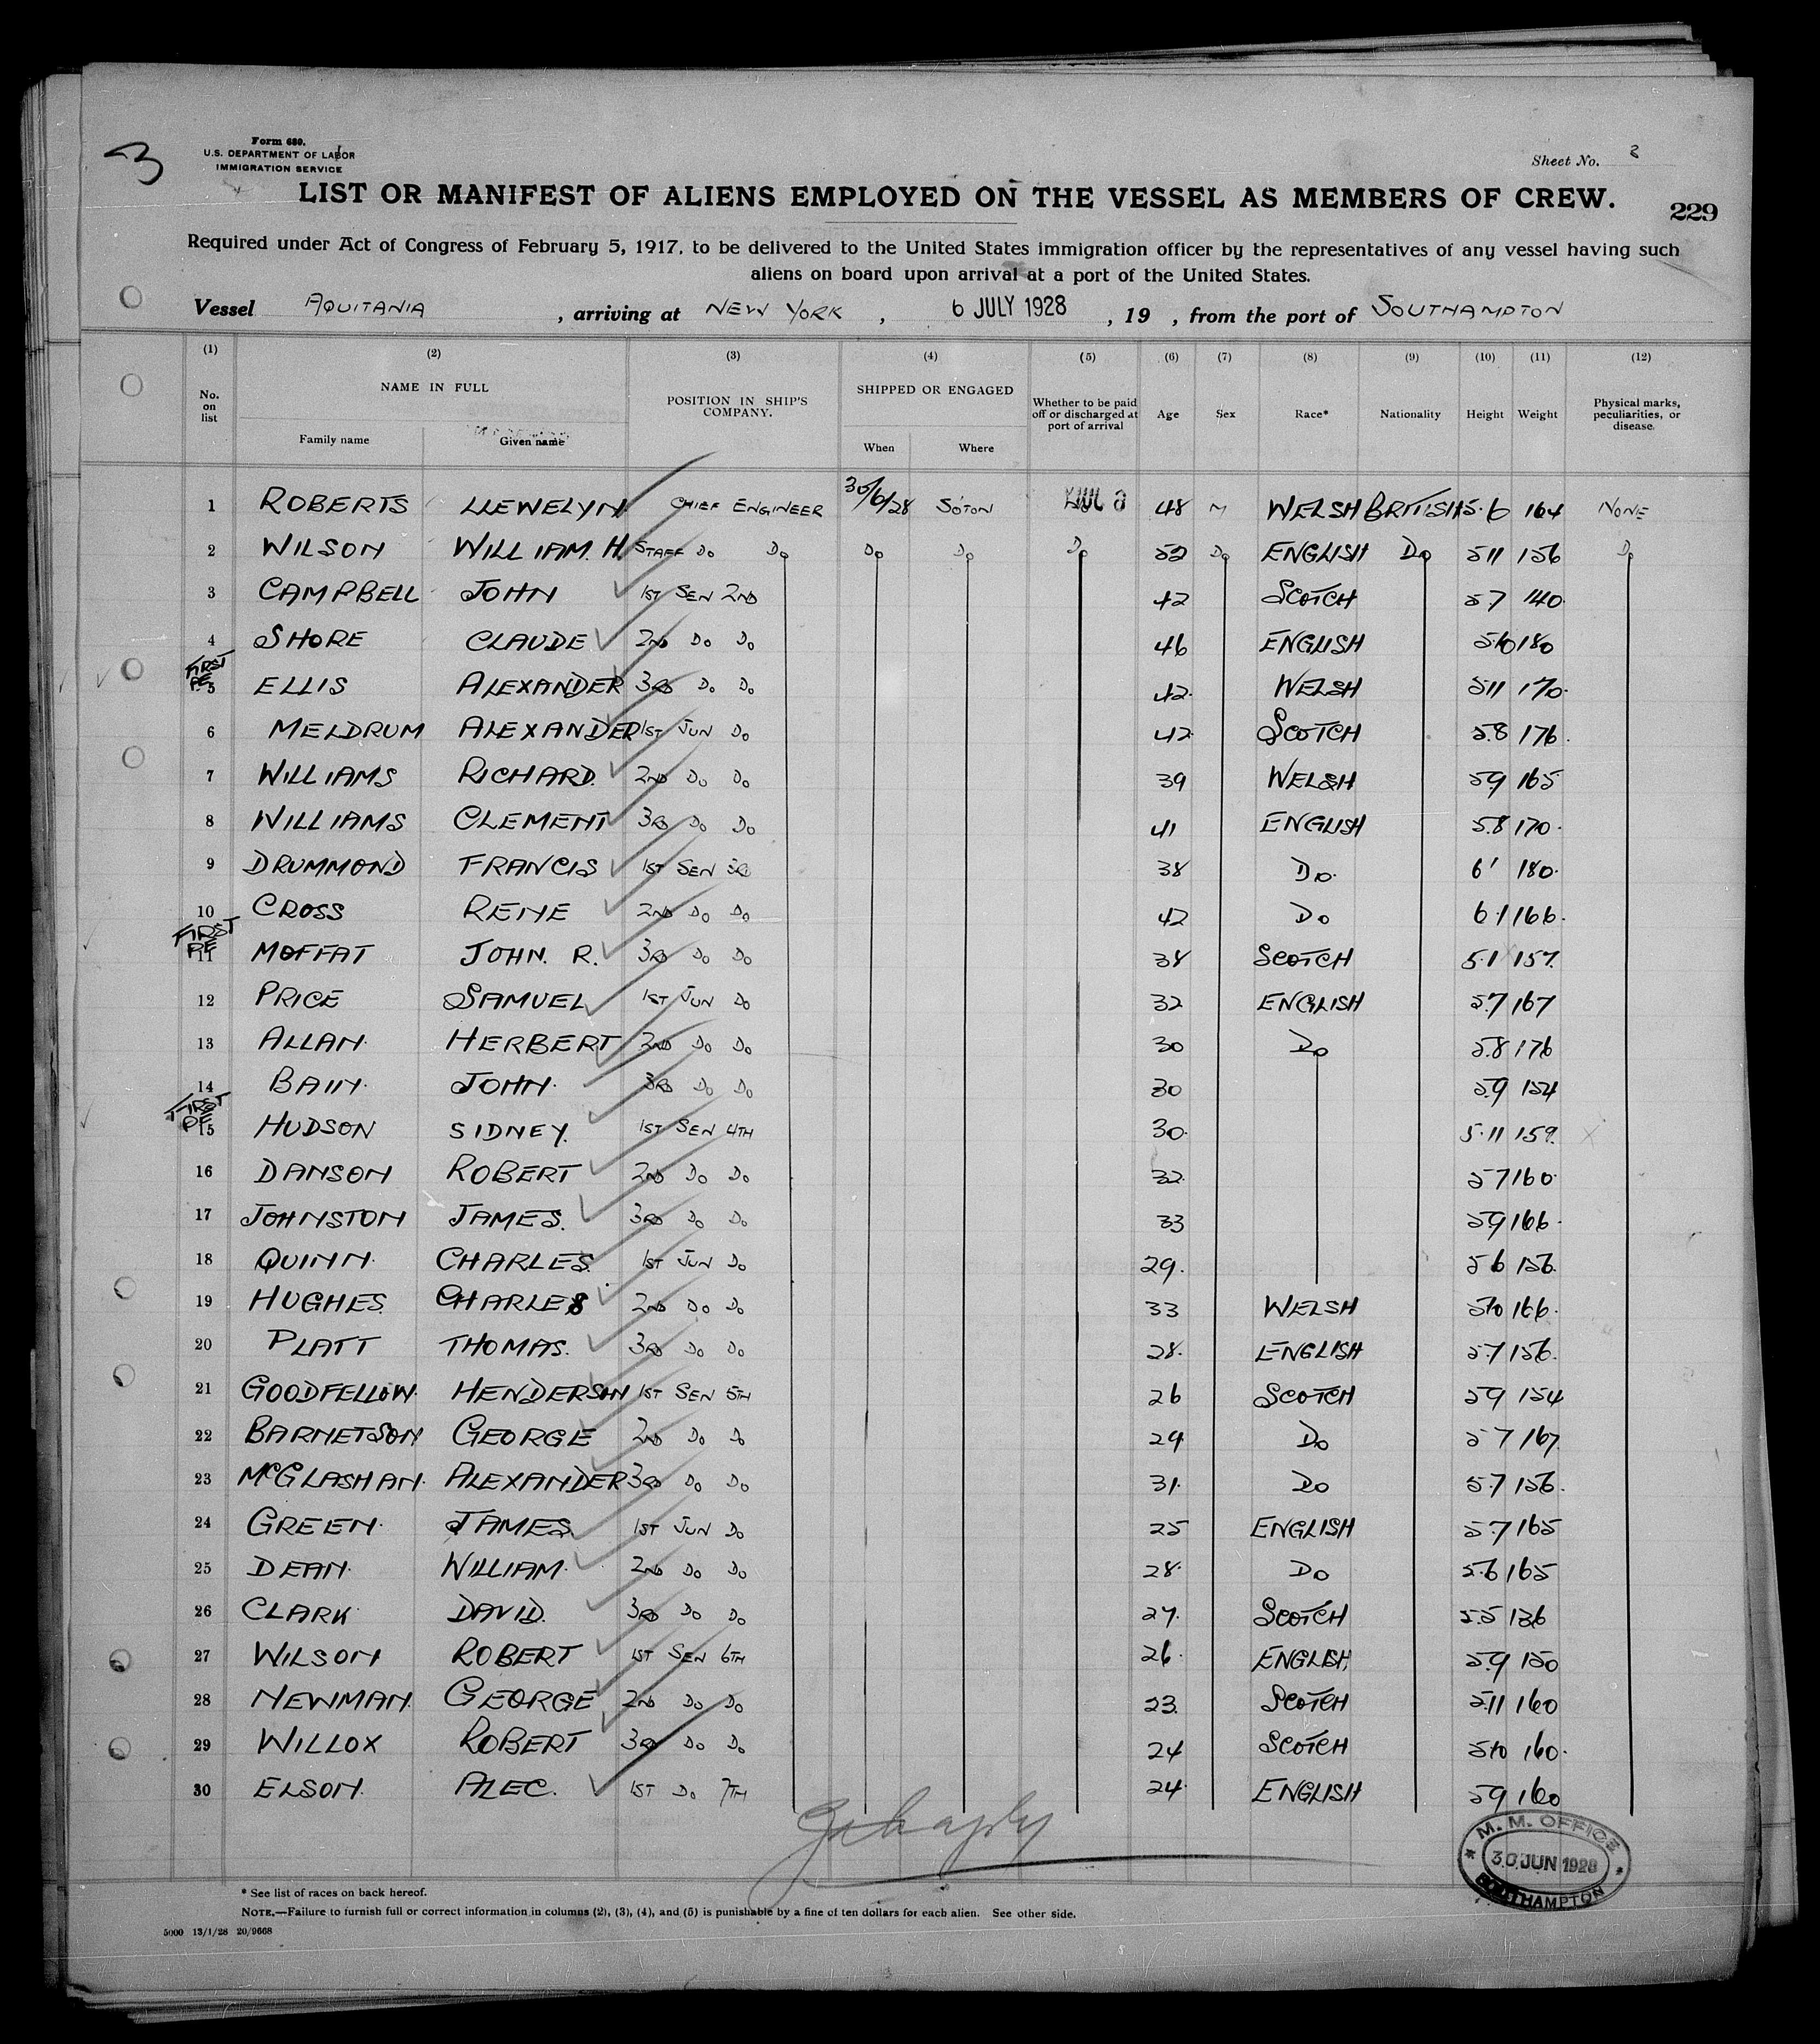 3
Form 680.
U.S. DEPARTMENT OF LABOR
IMMIGRATION SERVICE
Sheet No.
LIST OR MANIFEST OF ALIENS EMPLOYED ON THE VESSEL AS MEMBERS OF CREW.
229
Required under Act of Congress of February 5, 1917, to be delivered to the United States immigration officer by the representatives of any vessel having such
aliens on board upon arrival at a port of the United States.
Vessel AQUITANIA , arriving at NEW YORK , 6 JULY 1928 , 19 , from the port of SOUTHAMPTON
(1) (2) (3) (4) (5) (6) (7) (8) (9) (10) (11) (12)
No. on list NAME IN FULL Family name Given name POSITION IN SHIP'S COMPANY. SHIPPED OR ENGAGED When Where Whether to be paid off or discharged at port of arrival Age Sex Race* Nationality Height Weight Physical marks, peculiarities, or disease.
1 ROBERTS LLEWELYN CHIEF ENGINEER 30/6/28 SOTON 48 M WELSH BRITISH 5.6 164 NONE
2 WILSON WILLIAM. H. STAFF DO DO DO DO DO 52 DO ENGLISH DO 5 11 156 DO
3 CAMPBELL JOHN 1ST SEN 2ND 42 SCOTCH 5 7 140.
4 SHORE CLAUDE 2ND DO DO 46 ENGLISH 5.10 180
FIRST
PE
5 ELLIS ALEXANDER 3RD DO DO 42. WELSH 5 11 170.
6 MELDRUM ALEXANDER 1ST JUN DO 42 SCOTCH 5.8 176.
7 WILLIAMS RICHARD. 2ND DO DO 39 WELSH 5 9 165
8 WILLIAMS CLEMENT 3RD DO DO 41 ENGLISH 5.8 170.
9 DRUMMOND FRANCIS 1ST SEN 3RD 38 DO. 6' 180.
10 CROSS RENE 2ND DO DO 42 DO 6.1 166.
FIRST
PE
11 MOFFAT JOHN. R. 3RD DO DO 38 SCOTCH 5.1 157.
12 PRICE SAMUEL 1ST JUN DO 32 ENGLISH 5.7 167
13 ALLAN. HERBERT 2ND DO DO 30 DO 5.8 176
14 BAIN. JOHN. 3RD DO DO 30 5.9 154
FIRST
PE
15 HUDSON SIDNEY. 1ST SEN 4TH 30. 5.11 159.
16 DANSON ROBERT 2ND DO DO 32. 5 7 160.
17 JOHNSTON JAMES. 3RD DO DO 33 5.9 166.
18 QUINN. CHARLES. 1ST JUN DO 29. 5 6 156.
19 HUGHES. CHARLES 2ND DO DO 33 WELSH 5.10 166.
20 PLATT THOMAS. 3RD DO DO 28. ENGLISH 5.7 156.
21 GOODFELLOW. HENDERSON 1ST SEN 5TH 26 SCOTCH 5 9 154
22 BARNETSON GEORGE 2ND DO DO 29. DO 5 7 167.
23 McGLASHAN. ALEXANDER 3RD DO DO 31. DO 5.7 156.
24 GREEN. JAMES 1ST JUN DO 25 ENGLISH 5.7 165
25 DEAN. WILLIAM. 2ND DO DO 28. DO 5.6 165
26 CLARK DAVID. 3RD DO DO 27. SCOTCH 5.5 136
27 WILSON ROBERT 1ST SEN 6TH 26. ENGLISH. 5.9 150
28 NEWMAN. GEORGE 2ND DO DO 23. SCOTCH 5.11 160
29 WILLOX ROBERT 3RD DO DO 24 SCOTCH 5.10 160.
30 ELSON. ALEC. 1ST DO 7TH 24. ENGLISH 5 9 160
M. M. OFFICE
30 JUN 1928
SOUTHAMPTON
* See list of races on back hereof.
NOTE.—Failure to furnish full or correct information in columns (2), (3), (4), and (5) is punishable by a fine of ten dollars for each alien. See other side.
5000 13/1/28 20/9668